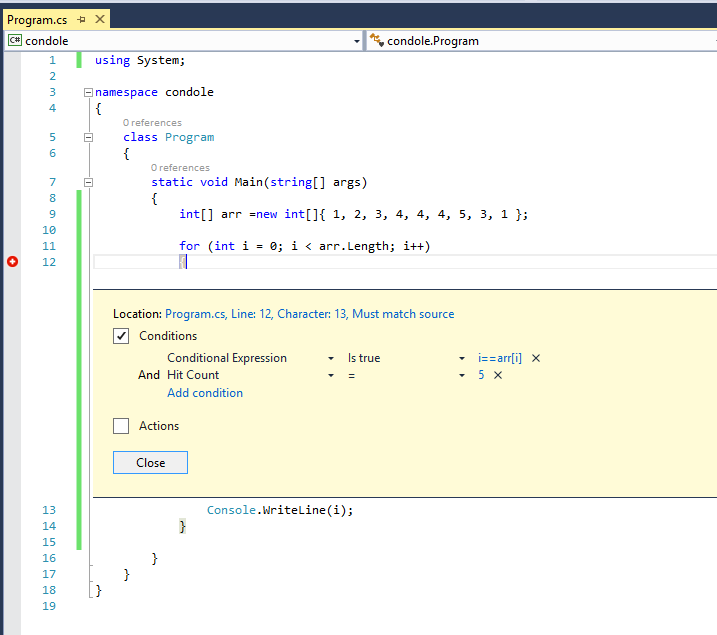 Program.cs
C# condole condole.Program
1 using System;
2
3 namespace condole
4 {
0 references
5 class Program
6 {
0 references
7 static void Main(string[] args)
8 {
9 int[] arr =new int[]{ 1, 2, 3, 4, 4, 4, 5, 3, 1 };
10
11 for (int i = 0; i < arr.Length; i++)
12 {
Location: Program.cs, Line: 12, Character: 13, Must match source
Conditions
Conditional Expression Is true i==arr[i]
And Hit Count = 5
Add condition
Actions
Close
13 Console.WriteLine(i);
14 }
15
16 }
17 }
18 }
19